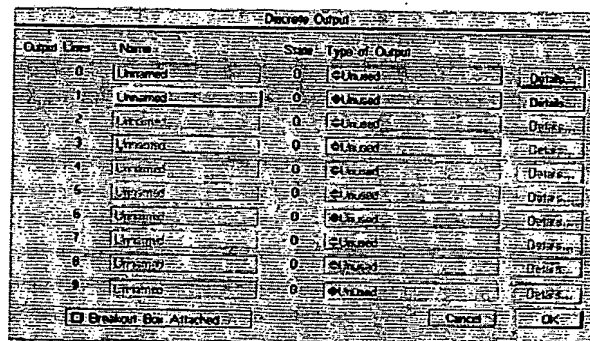 Discrete Output
Output Lines Name State Type of Output
0 Unnamed 0 Unused Details...
1 Unnamed 0 Unused Details...
2 Unnamed 0 Unused Details...
3 Unnamed 0 Unused Details...
4 Unnamed 0 Unused Details...
5 Unnamed 0 Unused Details...
6 Unnamed 0 Unused Details...
7 Unnamed 0 Unused Details...
8 Unnamed 0 Unused Details...
9 Unnamed 0 Unused Details...
Breakout Box Attached Cancel OK